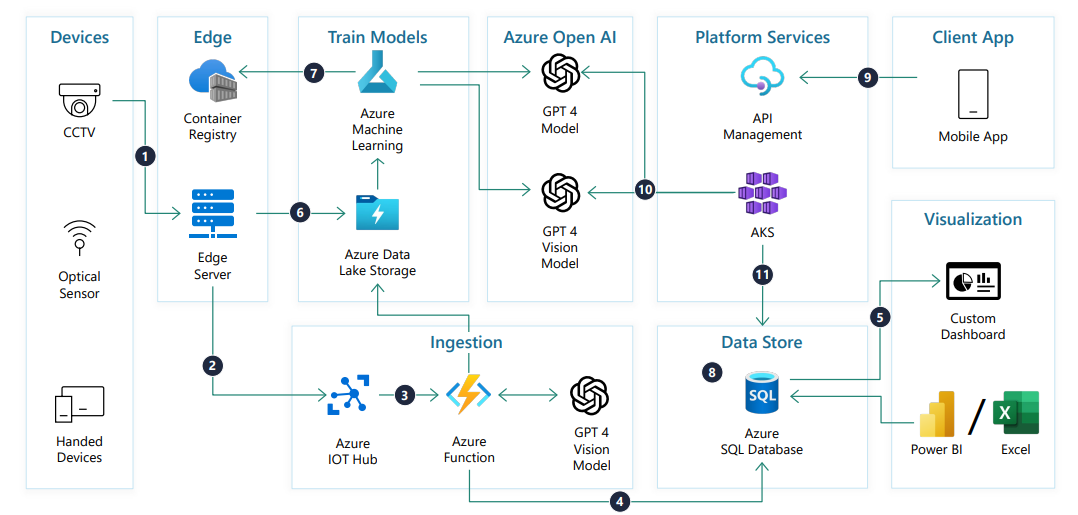 Devices
CCTV
Optical
Sensor
Handed
Devices
1
Edge
Container
Registry
Edge
Server
2
6
7
Train Models
Azure
Machine
Learning
Azure Data
Lake Storage
Azure Open AI
GPT 4
Model
GPT 4
Vision
Model
10
Platform Services
API
Management
AKS
11
9
Client App
Mobile App
Ingestion
Azure
IOT Hub
3
Azure
Function
GPT 4
Vision
Model
4
Data Store
8
SQL
Azure
SQL Database
5
Visualization
Custom
Dashboard
Power BI
/
X
Excel